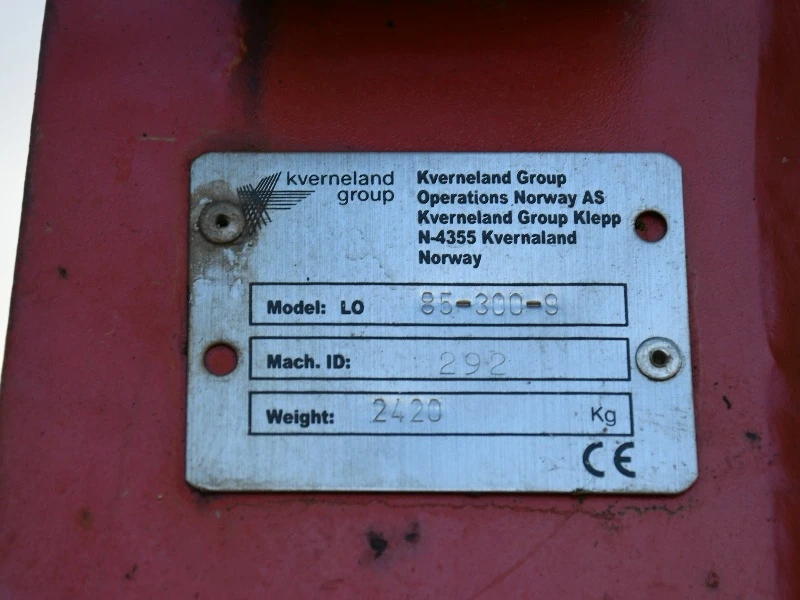 kverneland
group
Kverneland Group
Operations Norway AS
Kverneland Group Klepp
N-4355 Kvernaland
Norway
Model: LO 85-300-9
Mach. ID: 292
Weight: 2420 Kg
CE